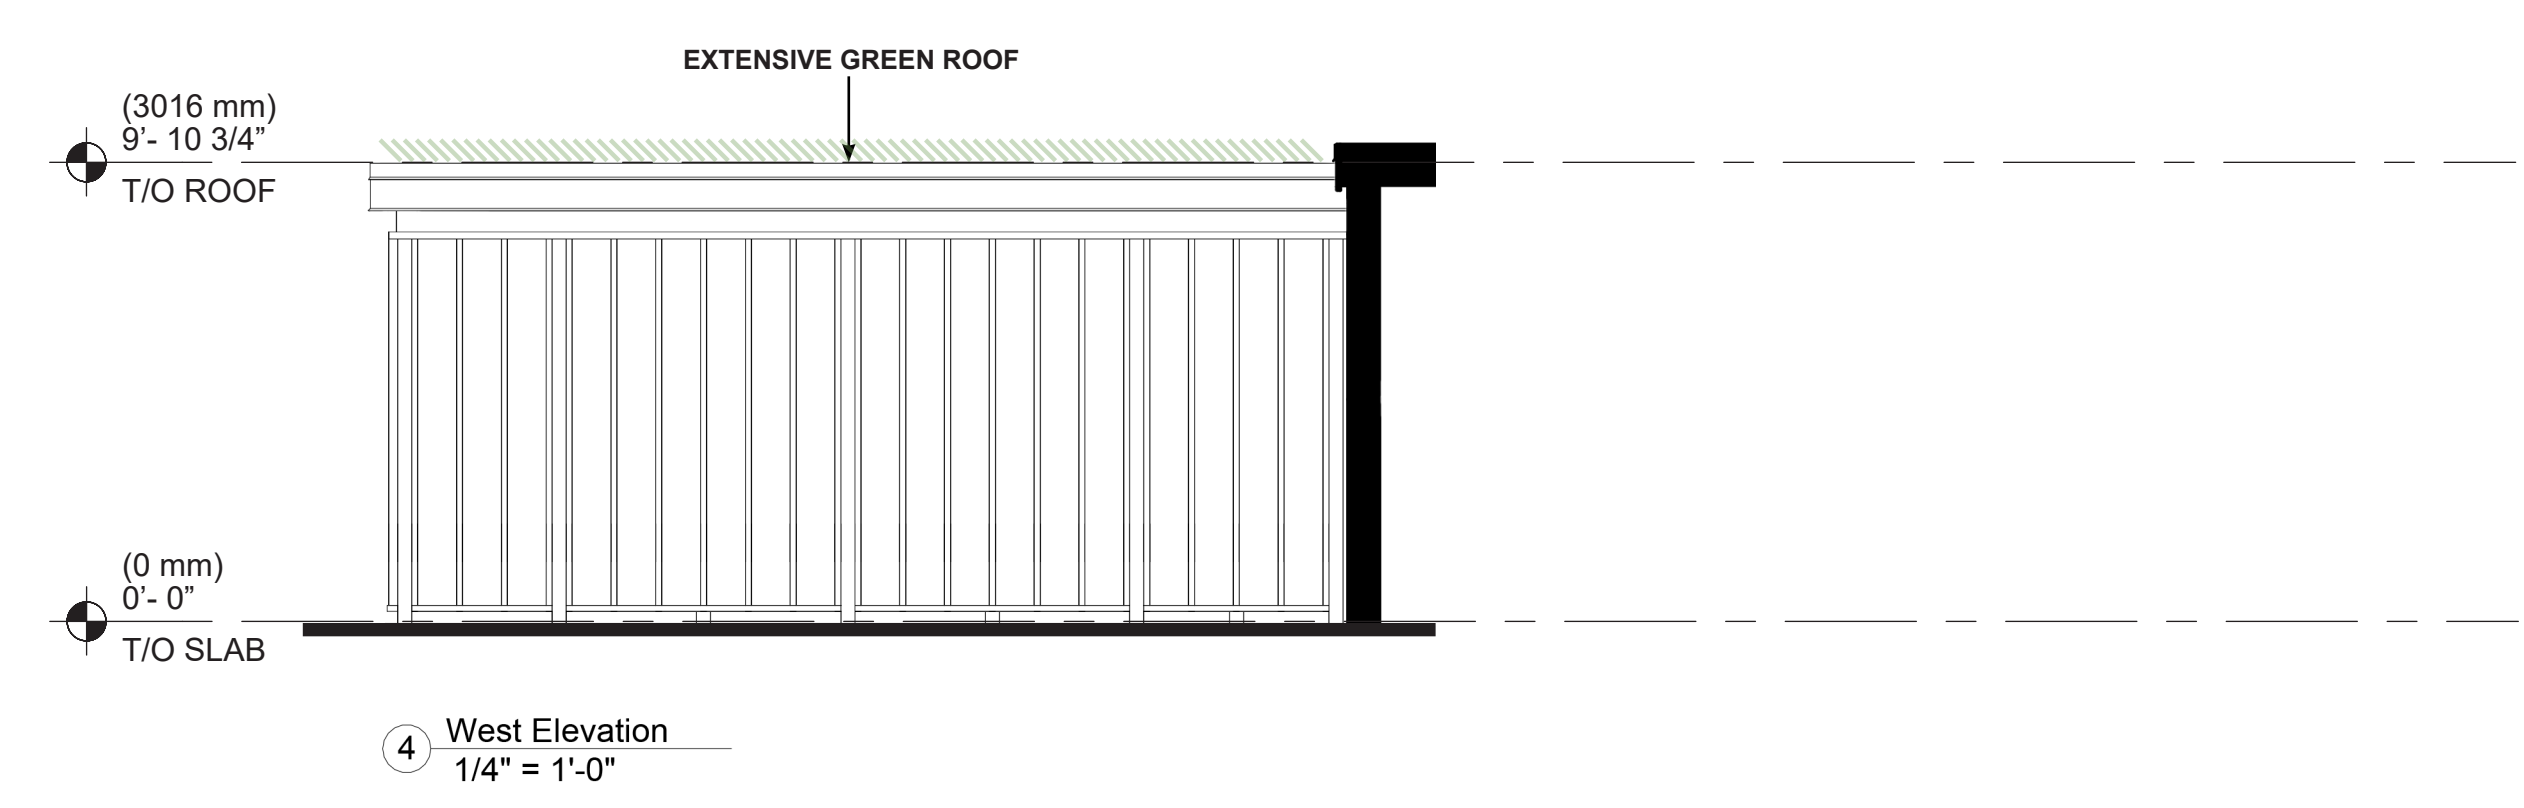 EXTENSIVE GREEN ROOF
(3016 mm)
9’- 10 3/4”
T/O ROOF
(0 mm)
0’- 0”
T/O SLAB
4
West Elevation
1/4" = 1'-0"